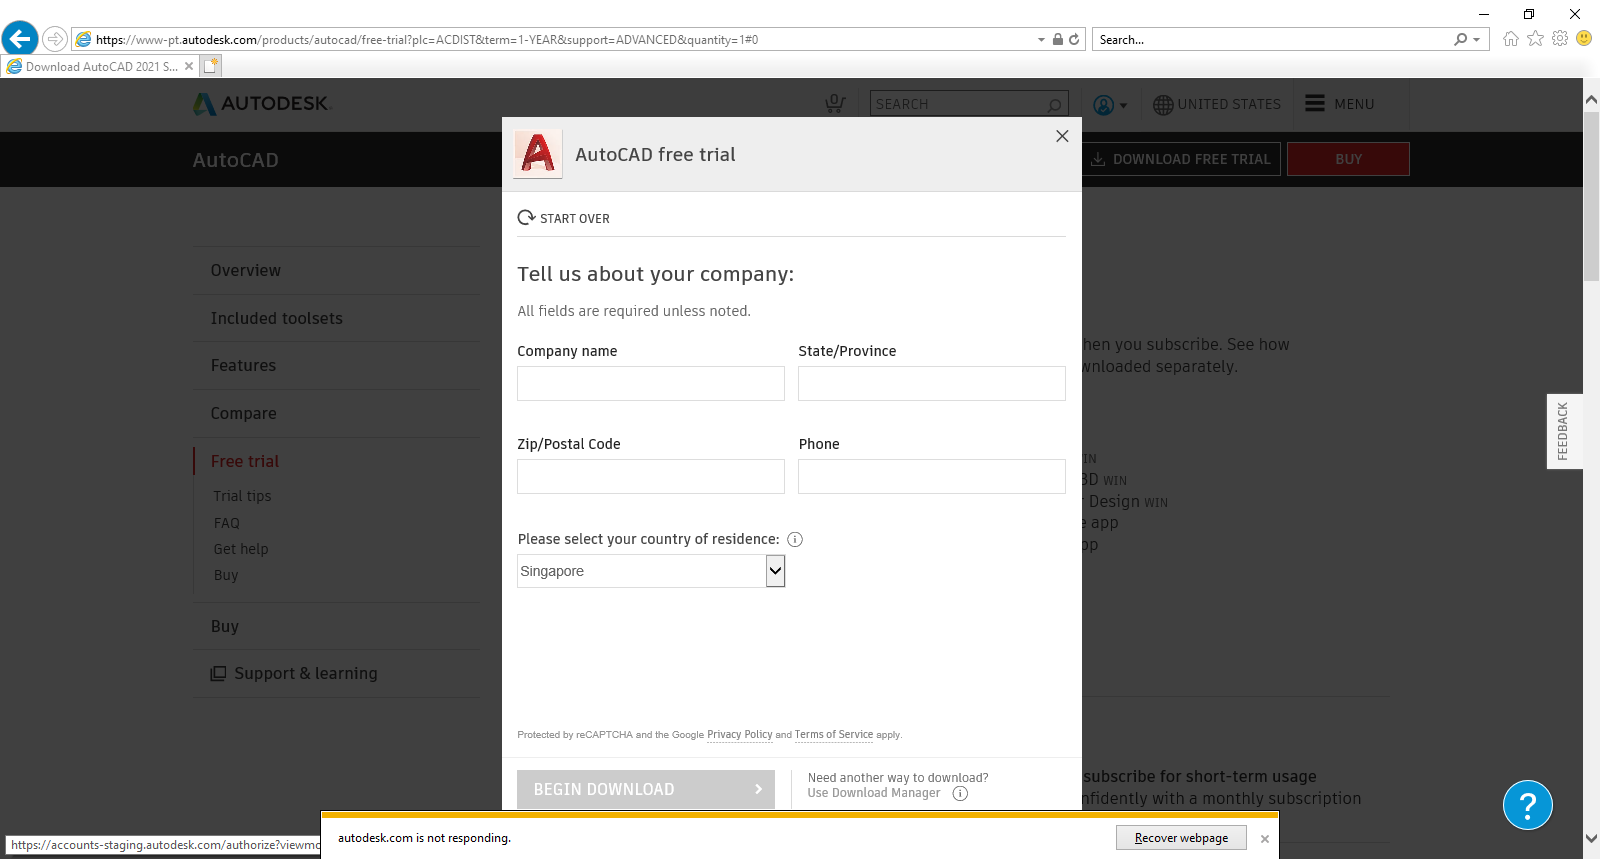 https://www-pt.autodesk.com/products/autocad/free-trial?plc=ACDIST&term=1-YEAR&support=ADVANCED&quantity=1#0
Search...
Download AutoCAD 2021 S...
AUTODESK
0
SEARCH
UNITED STATES
MENU
AutoCAD
DOWNLOAD FREE TRIAL
BUY
Overview
Included toolsets
Features
Compare
Free trial
Trial tips
FAQ
Get help
Buy
Buy
Support & learning
AutoCAD free trial
START OVER
Tell us about your company:
All fields are required unless noted.
Company name
State/Province
Zip/Postal Code
Phone
Please select your country of residence:
Singapore
Protected by reCAPTCHA and the Google Privacy Policy and Terms of Service apply.
BEGIN DOWNLOAD
Need another way to download?
Use Download Manager
hen you subscribe. See how
wnloaded separately.
IN
3D WIN
r Design WIN
e app
pp
subscribe for short-term usage
nfidently with a monthly subscription
FEEDBACK
?
https://accounts-staging.autodesk.com/authorize?viewmo
autodesk.com is not responding.
Recover webpage